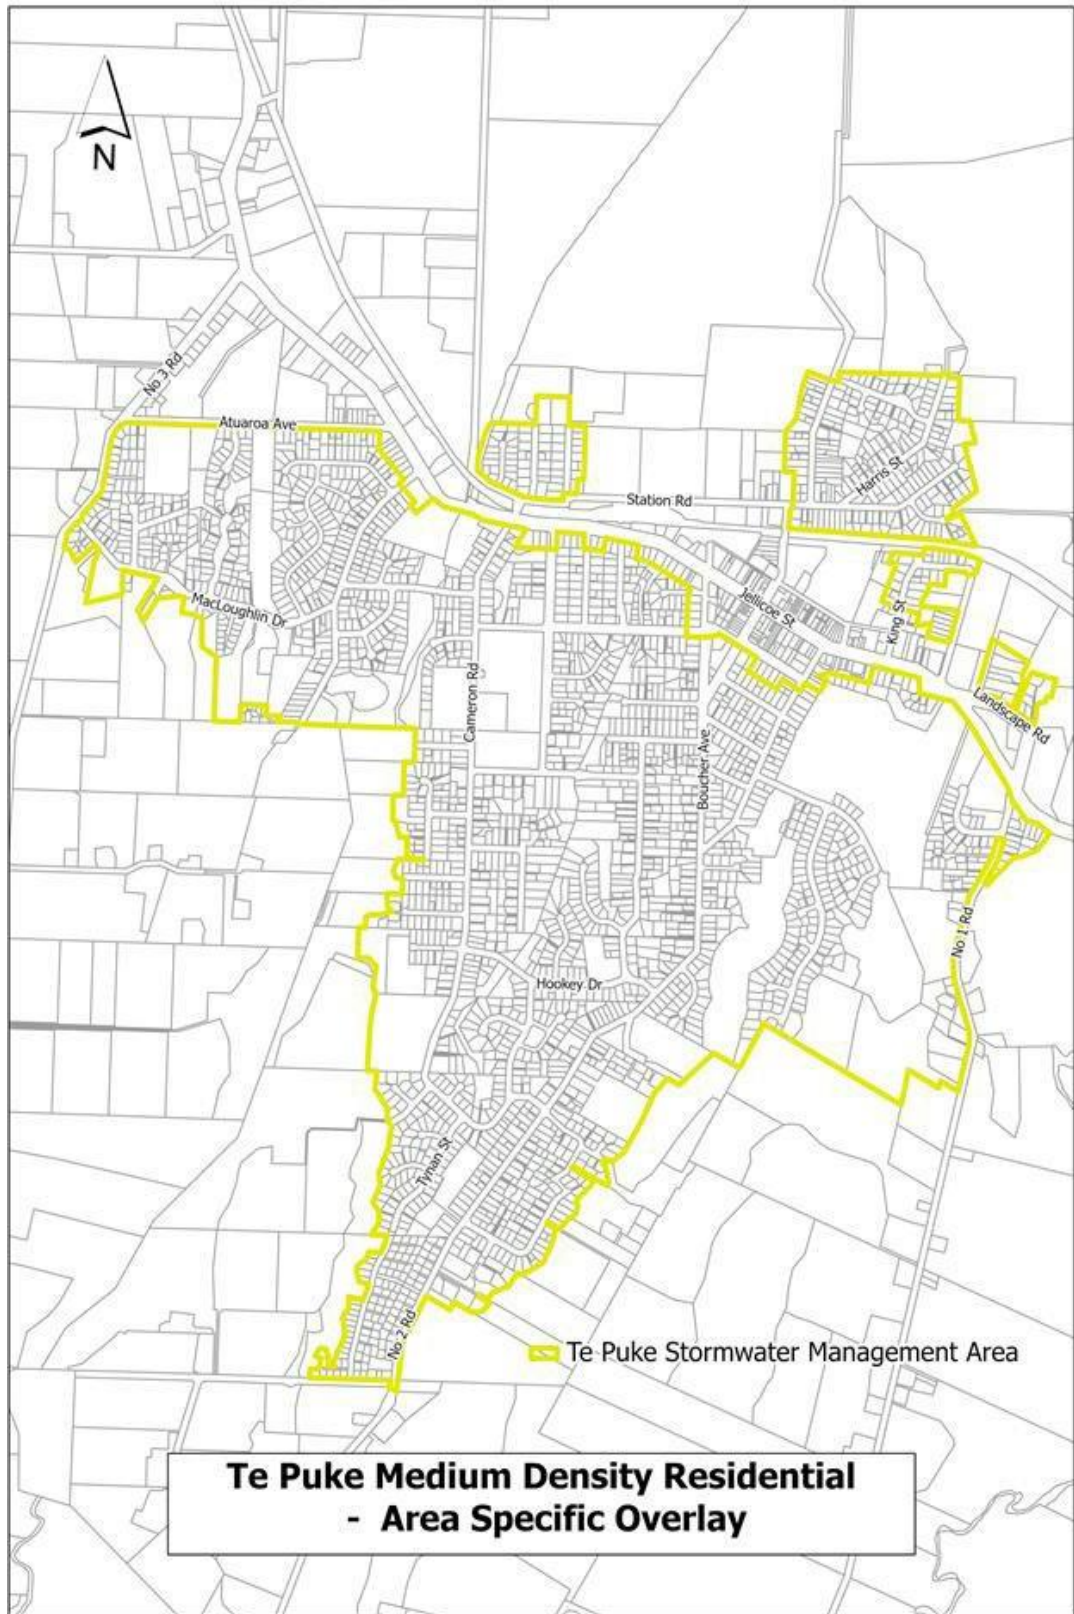 N
No 3 Rd
Atuaroa Ave
Harris St
Station Rd
MacLoughlin Dr
Jellicoe St
King St
Cameron Rd
Landscape Rd
Boucher Ave
No 1 Rd
Hookey Dr
Tynan St
No 2 Rd
Te Puke Stormwater Management Area
Te Puke Medium Density Residential
- Area Specific Overlay